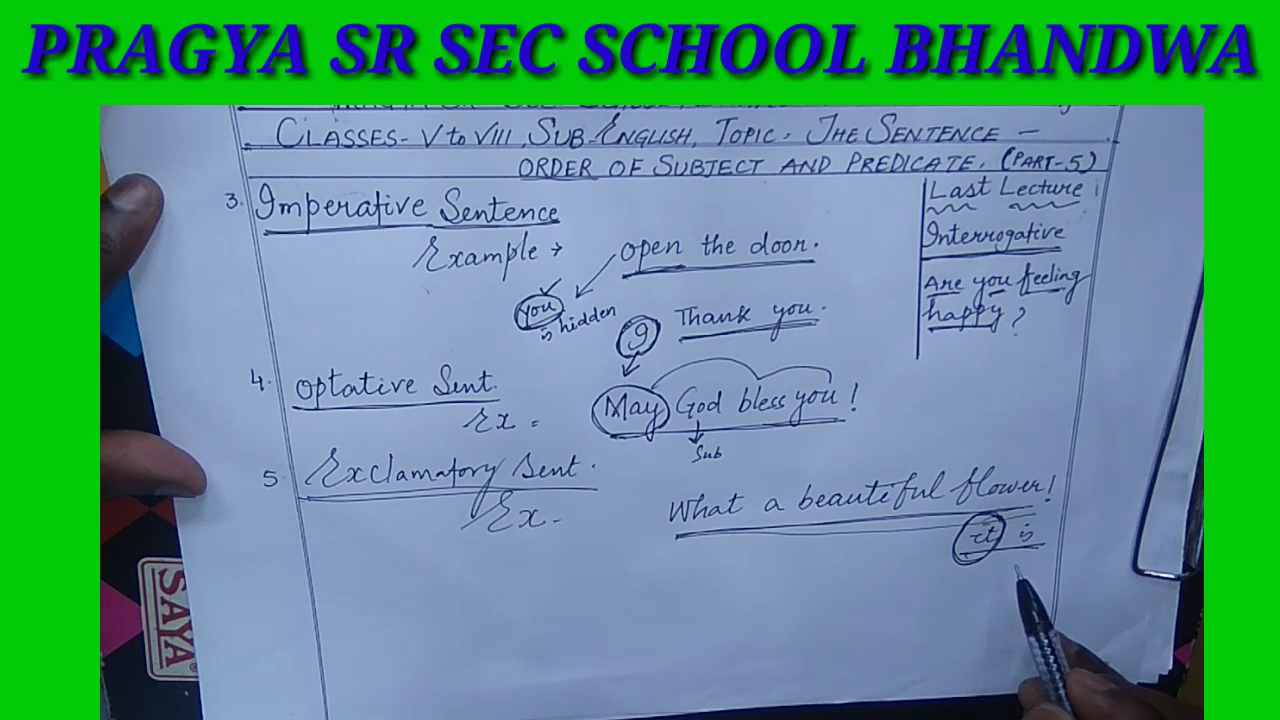 PRAGYA SR SEC SCHOOL BHANDWA
CLASSES- V to VIII, SUB-ENGLISH, TOPIC- THE SENTENCE -
ORDER OF SUBJECT AND PREDICATE. (PART-5)
Last Lecture
Interrogative
Are you feeling
happy?
3. Imperative Sentence
Example → open the door.
you
is hidden
I
Thank you.
4. Optative Sent.
Ex = May God bless you!
Sub
5. Exclamatory Sent.
Ex. What a beautiful flower!
it is
SAYA